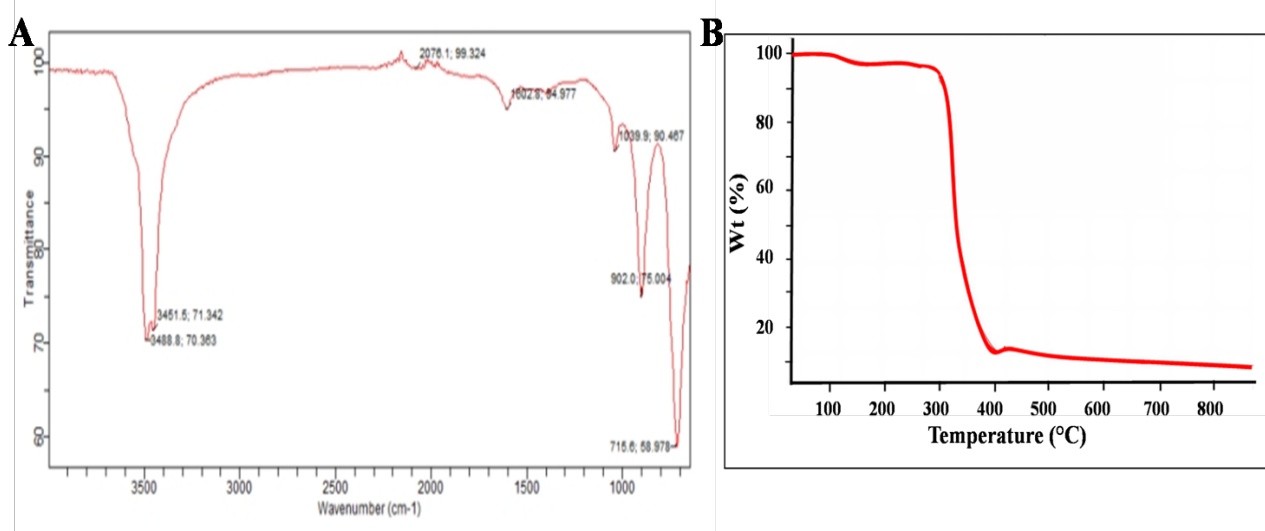 A
B
Transmittance
100
90
80
70
60
2076.1; 99.324
1602.8; 94.977
1039.9; 90.467
902.0; 75.004
3451.5; 71.342
3488.8; 70.363
715.6; 58.978
3500 3000 2500 2000 1500 1000
Wavenumber (cm-1)
Wt (%)
100
80
60
40
20
100 200 300 400 500 600 700 800
Temperature (°C)